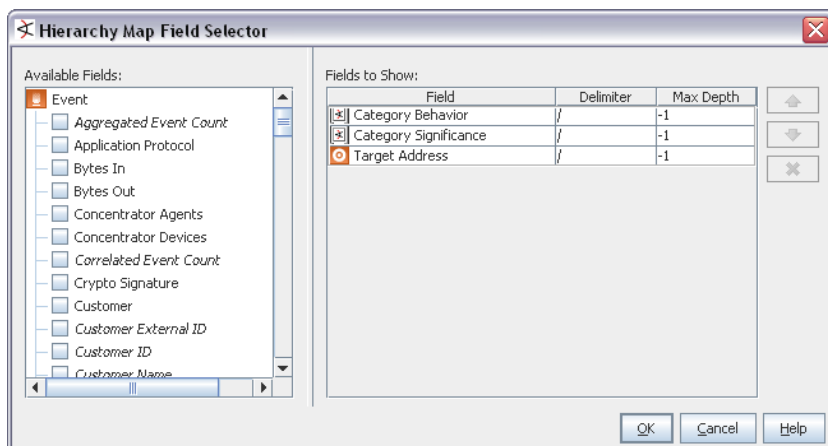 Hierarchy Map Field Selector
Available Fields:
Event
Aggregated Event Count
Application Protocol
Bytes In
Bytes Out
Concentrator Agents
Concentrator Devices
Correlated Event Count
Crypto Signature
Customer
Customer External ID
Customer ID
Customer Name
Fields to Show:
Field Delimiter Max Depth
Category Behavior / -1
Category Significance / -1
Target Address / -1
OK Cancel Help